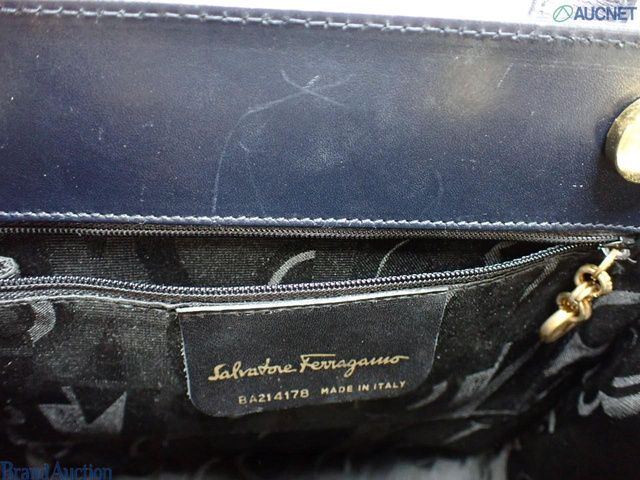 AUCNET
Salvatore Ferragamo
BA214178 MADE IN ITALY
Brand Auction